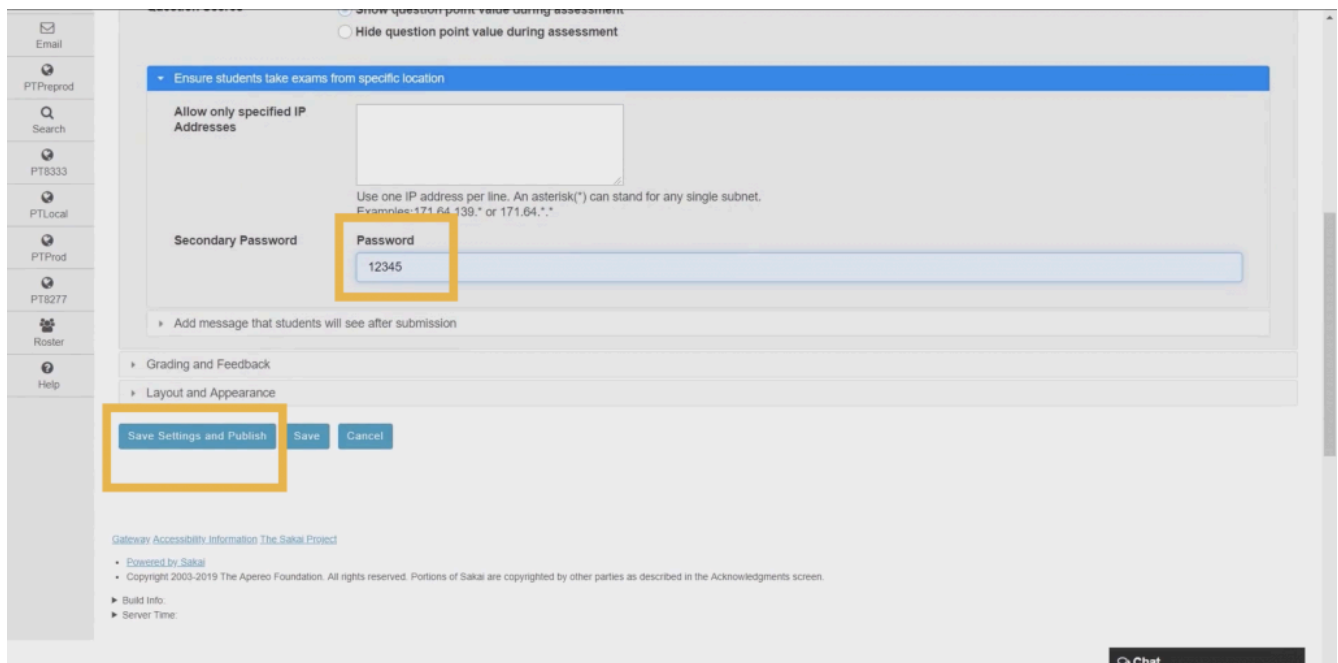 Show question point value during assessment
Email
Hide question point value during assessment
PTPreprod
Ensure students take exams from specific location
Search
Allow only specified IP
Addresses
PT8333
PTLocal
Use one IP address per line. An asterisk(*) can stand for any single subnet.
Examples:171.64.139.* or 171.64.*.*
PTProd
Secondary Password
Password
12345
PT8277
Roster
Add message that students will see after submission
Help
Grading and Feedback
Layout and Appearance
Save Settings and Publish
Save
Cancel
Gateway Accessibility Information The Sakai Project
Powered by Sakai
Copyright 2003-2019 The Apereo Foundation. All rights reserved. Portions of Sakai are copyrighted by other parties as described in the Acknowledgments screen.
Build Info:
Server Time:
Chat